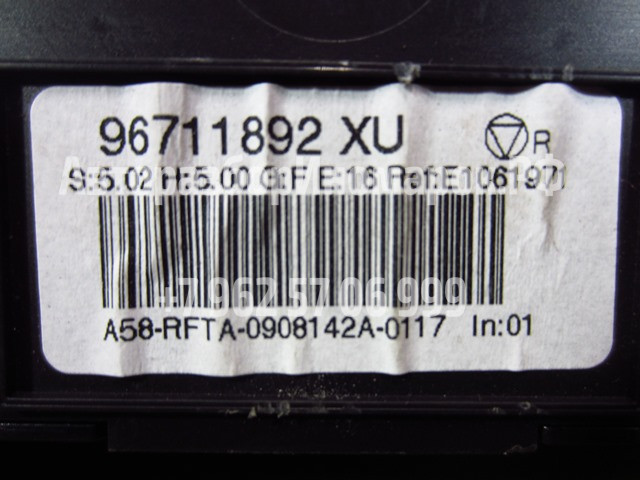 96711892 XU R
S:5.02 H:5.00 G:F E:16 Ref:E1061971
+7 962 57 06 999
A58-RFTA-0908142A-0117 In:01